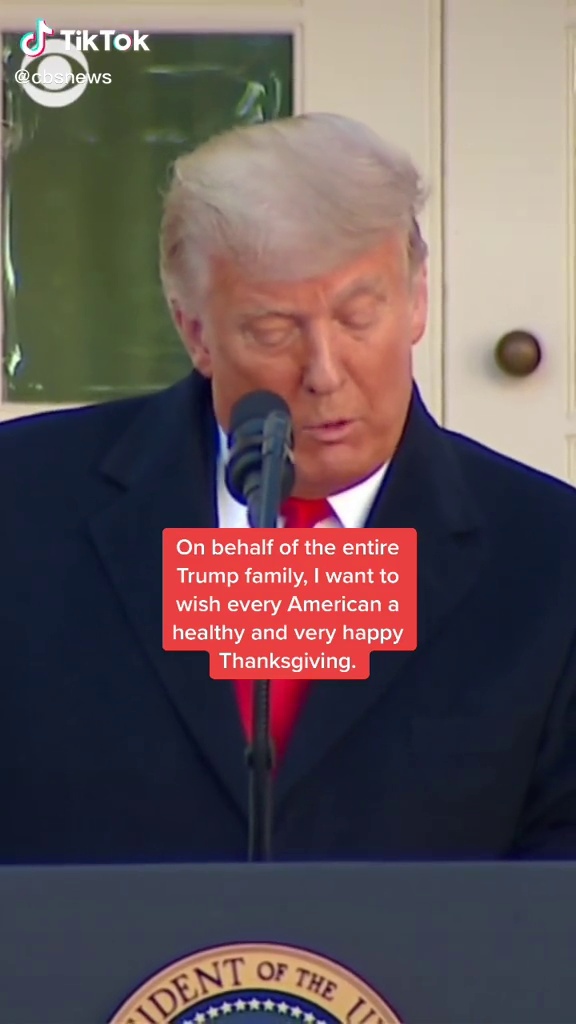 TikTok
@cbsnews
On behalf of the entire
Trump family, I want to
wish every American a
healthy and very happy
Thanksgiving.
OF THE